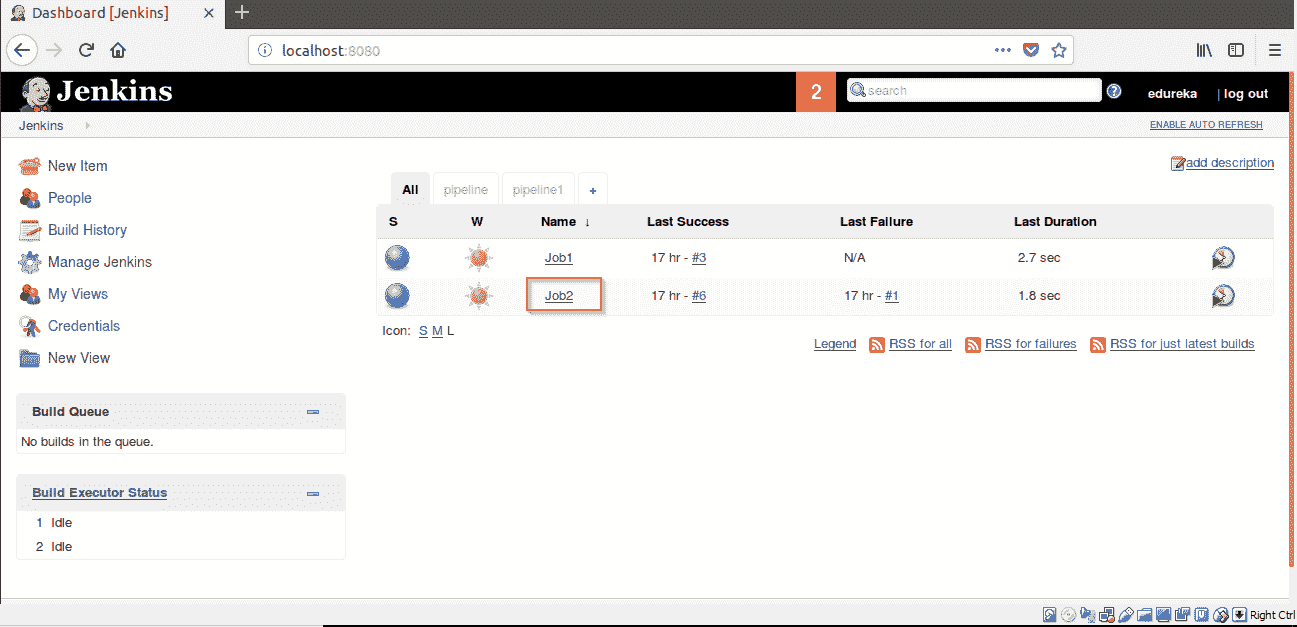 Dashboard [Jenkins]
localhost:8080
Jenkins
2
search
edureka
| log out
Jenkins
ENABLE AUTO REFRESH
New Item
People
Build History
Manage Jenkins
My Views
Credentials
New View
add description
All pipeline pipeline1 +
S W Name ↓ Last Success Last Failure Last Duration
Job1 17 hr - #3 N/A 2.7 sec
Job2 17 hr - #6 17 hr - #1 1.8 sec
Icon: S M L
Legend RSS for all RSS for failures RSS for just latest builds
Build Queue
No builds in the queue.
Build Executor Status
1 Idle
2 Idle
Right Ctrl